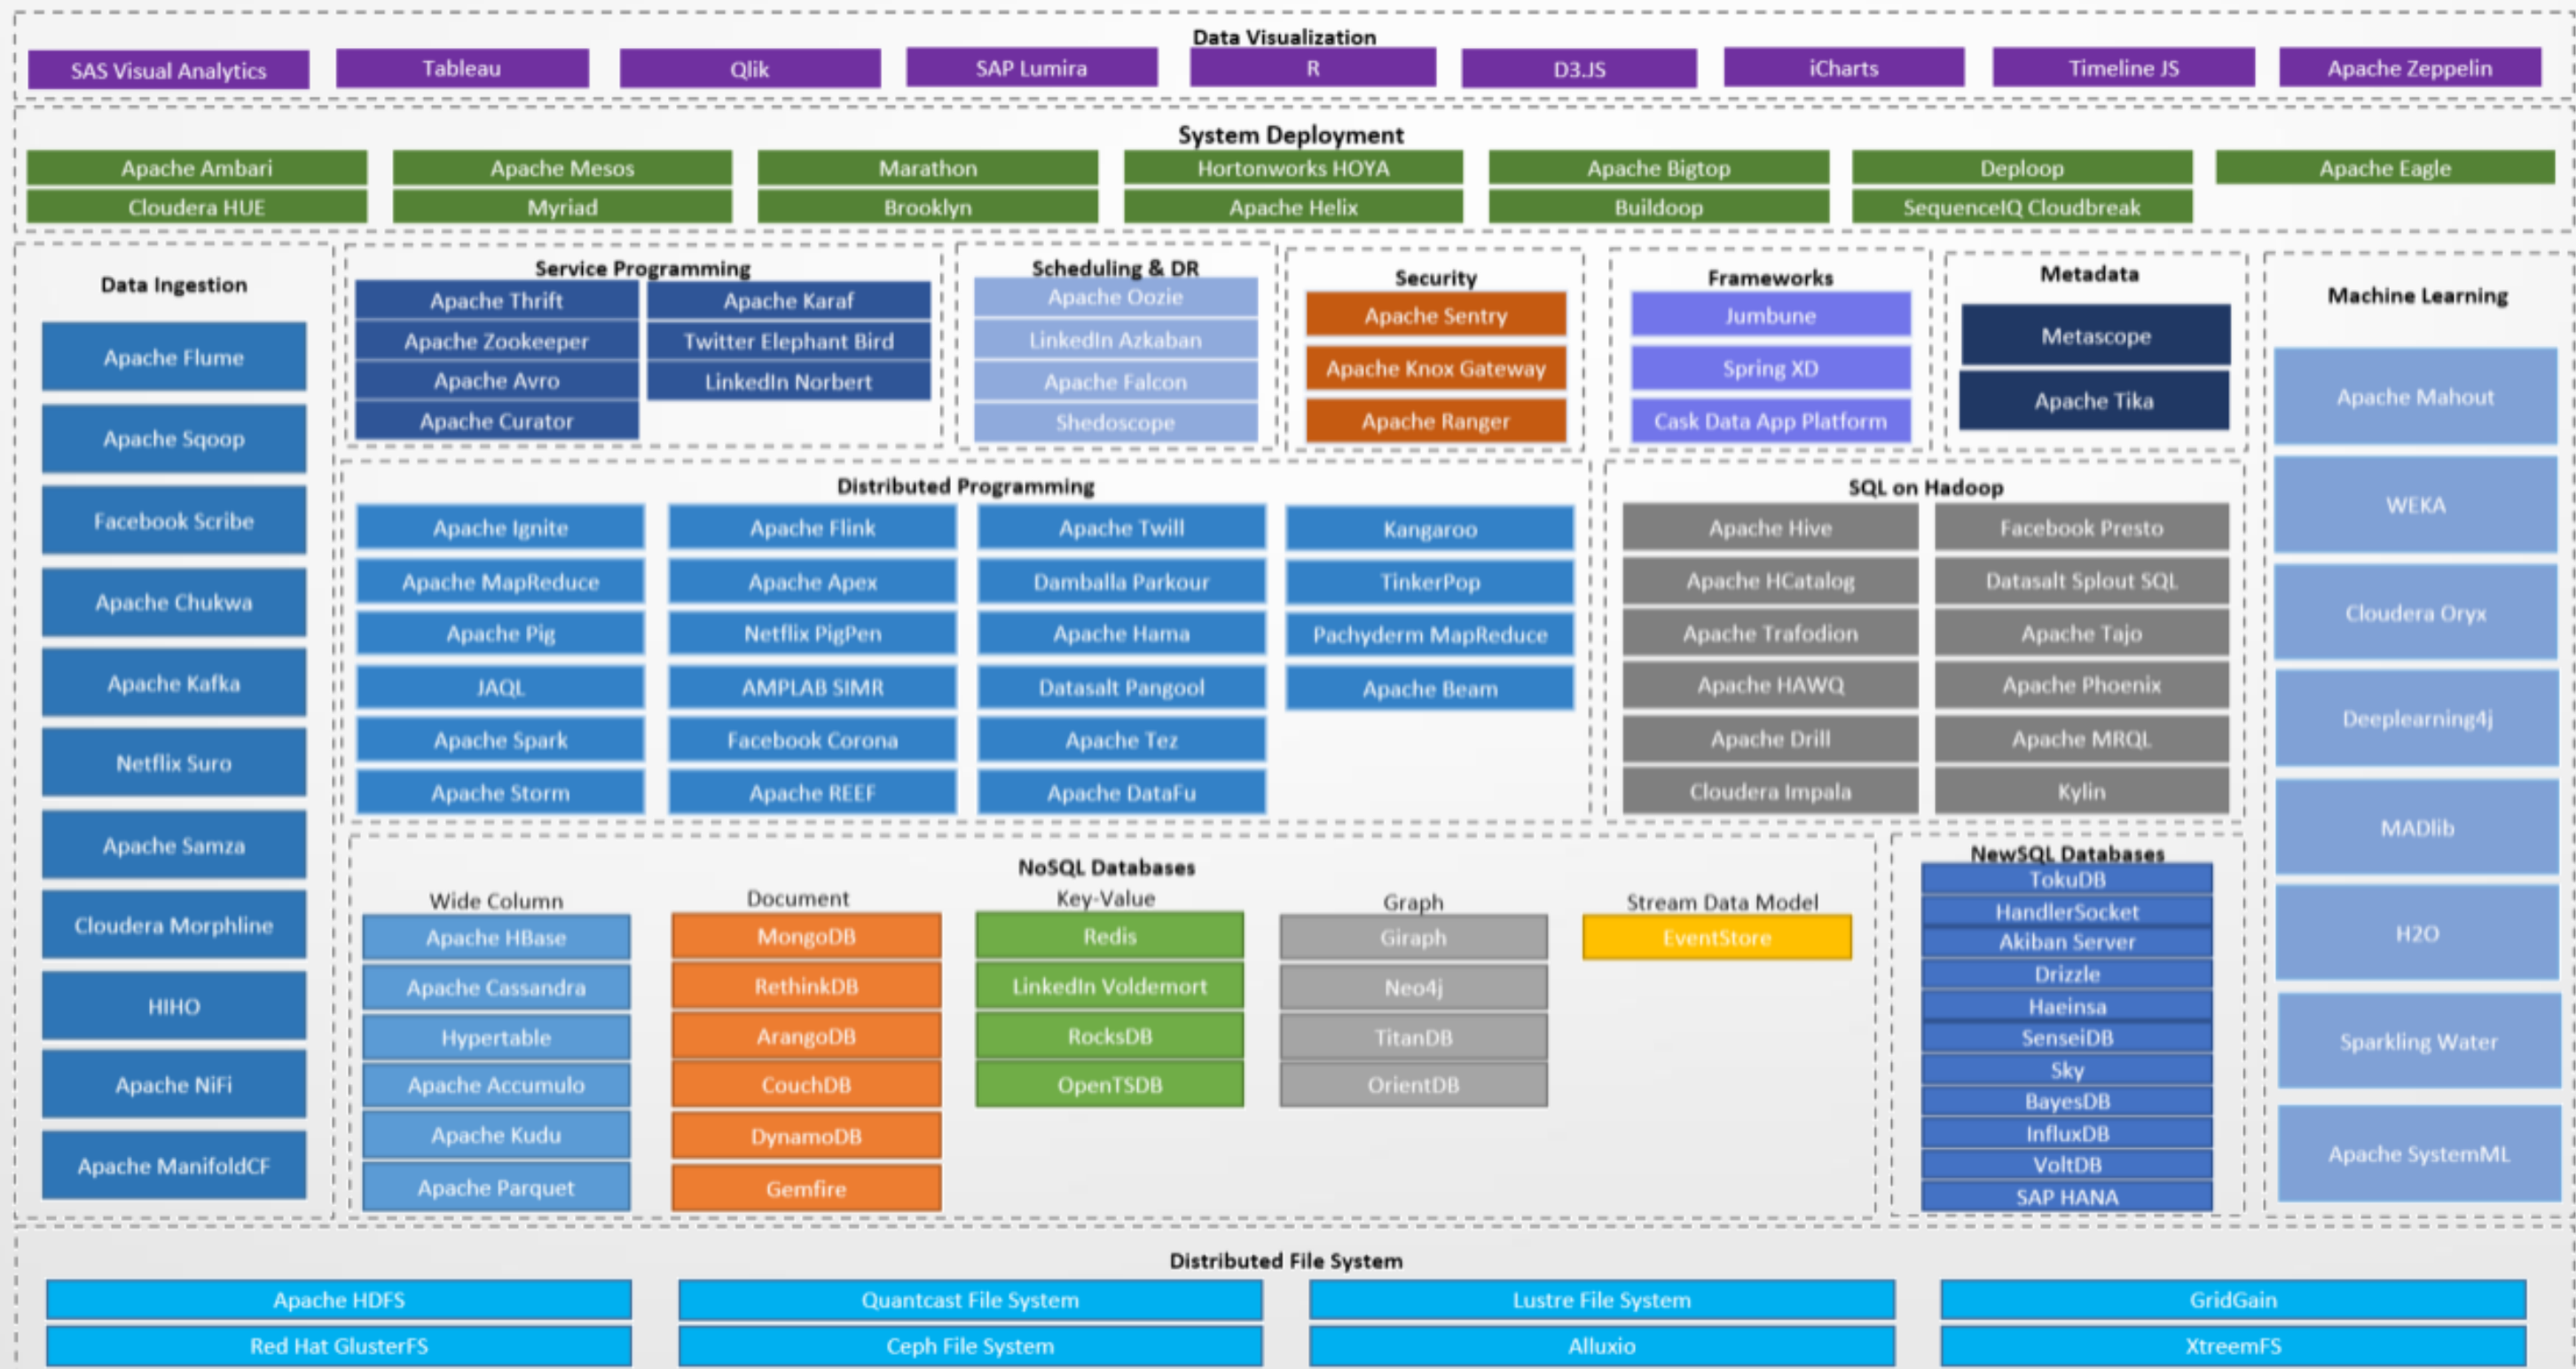 Data Visualization
SAS Visual Analytics
Tableau
Qlik
SAP Lumira
R
D3.JS
iCharts
Timeline JS
Apache Zeppelin
System Deployment
Apache Ambari
Apache Mesos
Marathon
Hortonworks HOYA
Apache Bigtop
Deploop
Apache Eagle
Cloudera HUE
Myriad
Brooklyn
Apache Helix
Buildoop
SequenceIQ Cloudbreak
Data Ingestion
Apache Flume
Apache Sqoop
Facebook Scribe
Apache Chukwa
Apache Kafka
Netflix Suro
Apache Samza
Cloudera Morphline
HIHO
Apache NiFi
Apache ManifoldCF
Service Programming
Apache Thrift
Apache Zookeeper
Apache Avro
Apache Curator
Apache Karaf
Twitter Elephant Bird
LinkedIn Norbert
Scheduling & DR
Apache Oozie
LinkedIn Azkaban
Apache Falcon
Shedoscope
Security
Apache Sentry
Apache Knox Gateway
Apache Ranger
Frameworks
Jumbune
Spring XD
Cask Data App Platform
Metadata
Metascope
Apache Tika
Machine Learning
Apache Mahout
WEKA
Cloudera Oryx
Deeplearning4j
MADlib
H2O
Sparkling Water
Apache SystemML
Distributed Programming
Apache Ignite
Apache MapReduce
Apache Pig
JAQL
Apache Spark
Apache Storm
Apache Flink
Apache Apex
Netflix PigPen
AMPLAB SIMR
Facebook Corona
Apache REEF
Apache Twill
Damballa Parkour
Apache Hama
Datasalt Pangool
Apache Tez
Apache DataFu
Kangaroo
TinkerPop
Pachyderm MapReduce
Apache Beam
SQL on Hadoop
Apache Hive
Apache HCatalog
Apache Trafodion
Apache HAWQ
Apache Drill
Cloudera Impala
Facebook Presto
Datasalt Splout SQL
Apache Tajo
Apache Phoenix
Apache MRQL
Kylin
NoSQL Databases
Wide Column
Apache HBase
Apache Cassandra
Hypertable
Apache Accumulo
Apache Kudu
Apache Parquet
Document
MongoDB
RethinkDB
ArangoDB
CouchDB
DynamoDB
Gemfire
Key-Value
Redis
LinkedIn Voldemort
RocksDB
OpenTSDB
Graph
Giraph
Neo4j
TitanDB
OrientDB
Stream Data Model
EventStore
NewSQL Databases
TokuDB
HandlerSocket
Akiban Server
Drizzle
Haeinsa
SenseiDB
Sky
BayesDB
InfluxDB
VoltDB
SAP HANA
Distributed File System
Apache HDFS
Quantcast File System
Lustre File System
GridGain
Red Hat GlusterFS
Ceph File System
Alluxio
XtreemFS